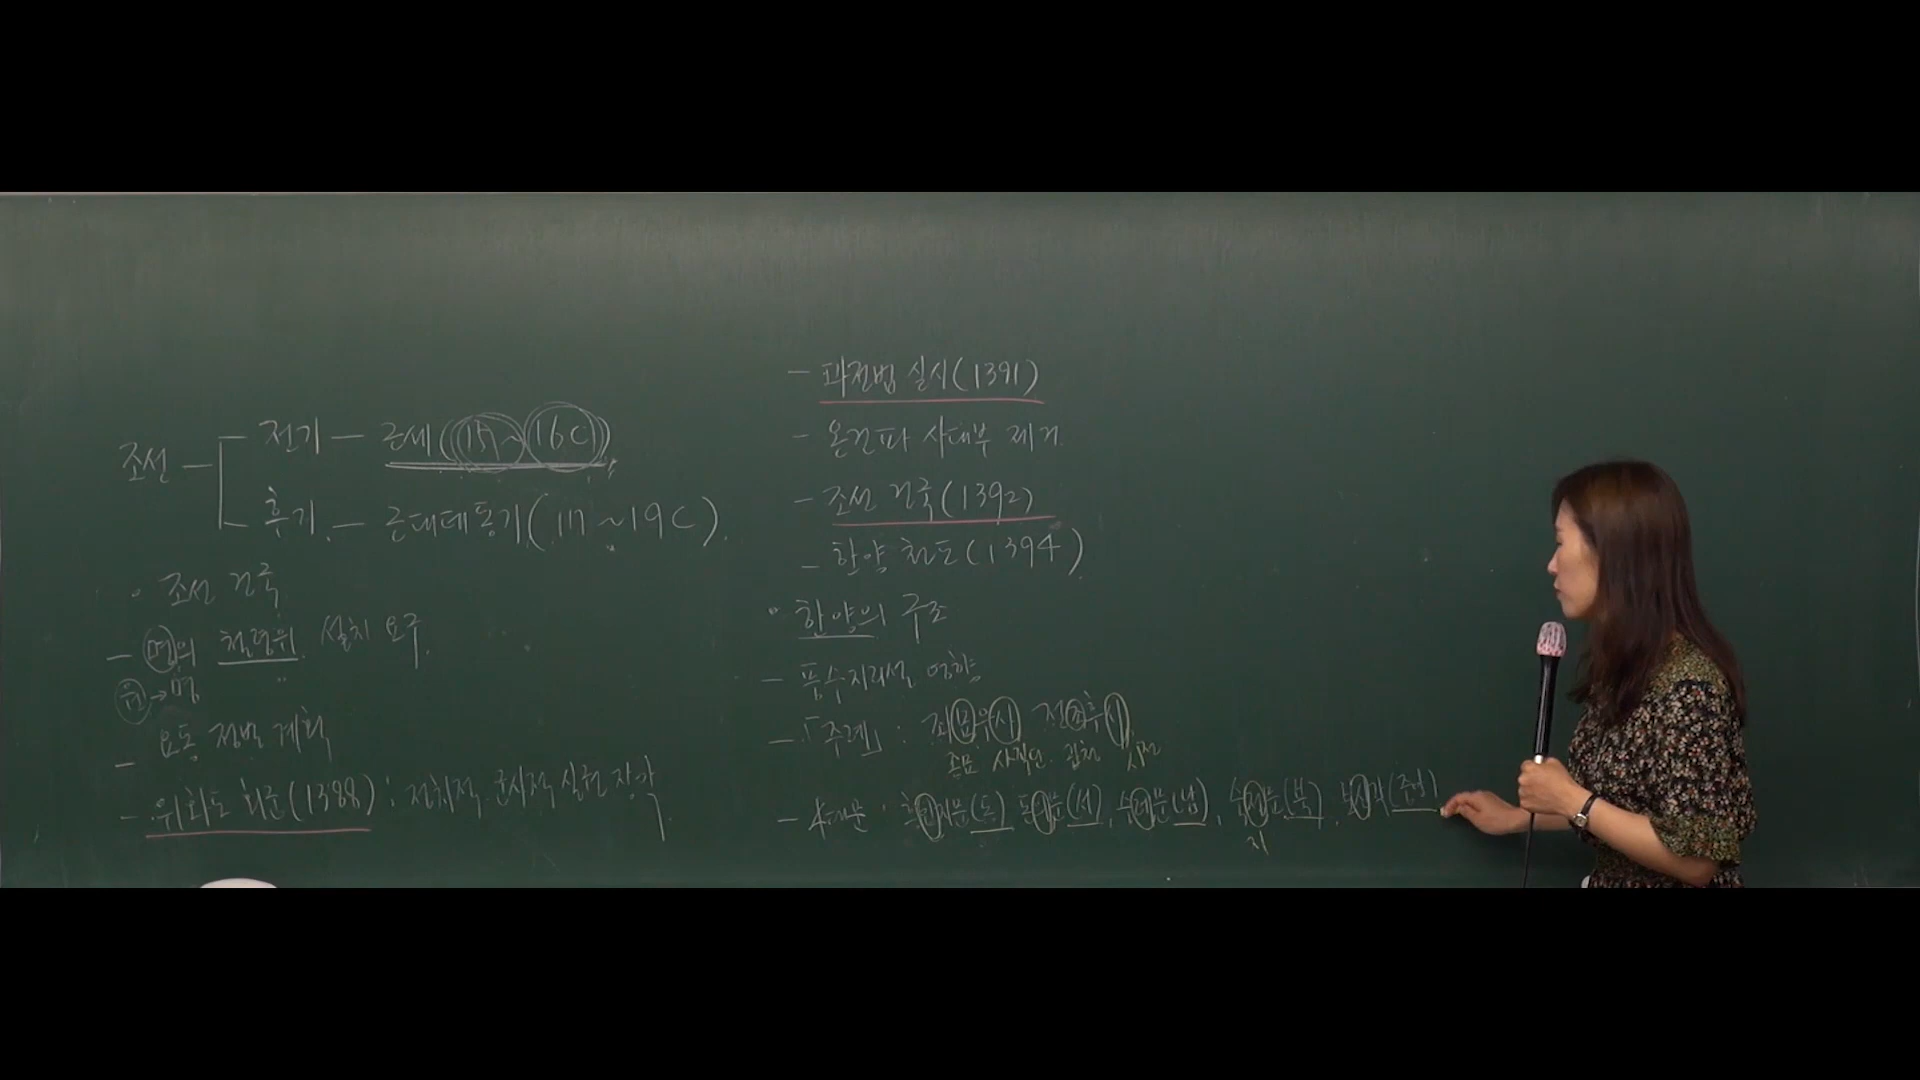 조선 ─ 전기 ─ 근세(15~16C)
후기 ─ 근대태동기(17~19C)
· 조선 건국
- 명의 철령위 설치 요구
원→명
- 요동 정벌 계획
- 위화도 회군(1388) : 정치적 군사적 실권 장악
- 과전법 실시(1391)
- 온건파 사대부 제거
- 조선 건국(1392)
- 한양 천도(1394)
· 한양의 구조
- 풍수지리설 영향
- 「주례」 : 좌묘우사 전조후시
종묘 사직단 관청 시전
- 4대문 : 흥인지문(동) 돈의문(서), 숭례문(남), 숙정문(북), 보신각(중앙)
지